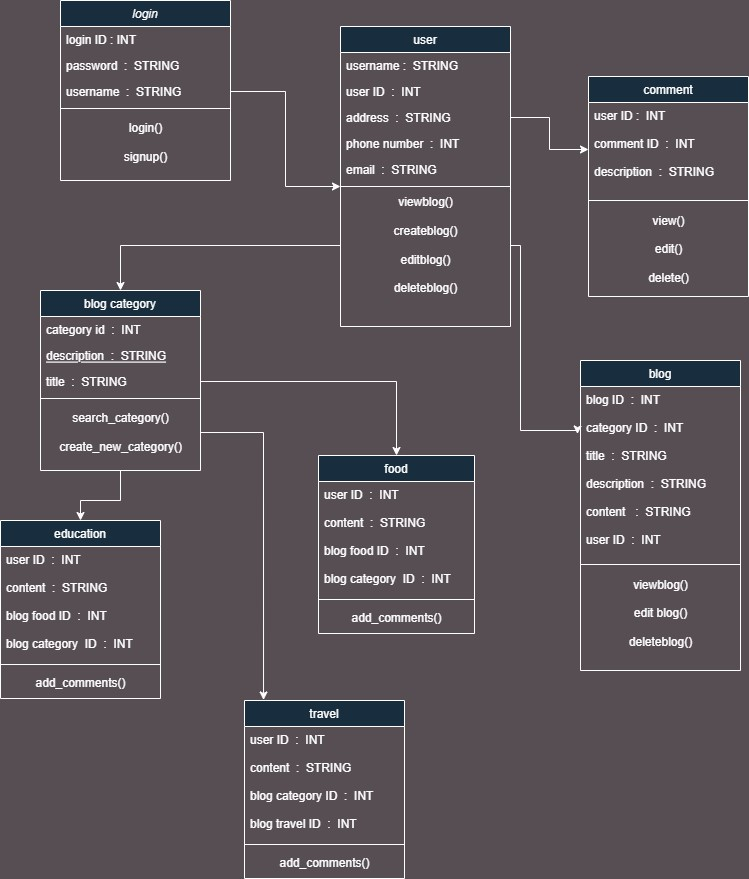 login
login ID : INT
password : STRING
username : STRING
login()
signup()
user
username : STRING
user ID : INT
address : STRING
phone number : INT
email : STRING
viewblog()
createblog()
editblog()
deleteblog()
comment
user ID : INT
comment ID : INT
description : STRING
view()
edit()
delete()
blog category
category id : INT
description : STRING
title : STRING
search_category()
create_new_category()
blog
blog ID : INT
category ID : INT
title : STRING
description : STRING
content : STRING
user ID : INT
viewblog()
edit blog()
deleteblog()
food
user ID : INT
content : STRING
blog food ID : INT
blog category ID : INT
add_comments()
education
user ID : INT
content : STRING
blog food ID : INT
blog category ID : INT
add_comments()
travel
user ID : INT
content : STRING
blog category ID : INT
blog travel ID : INT
add_comments()